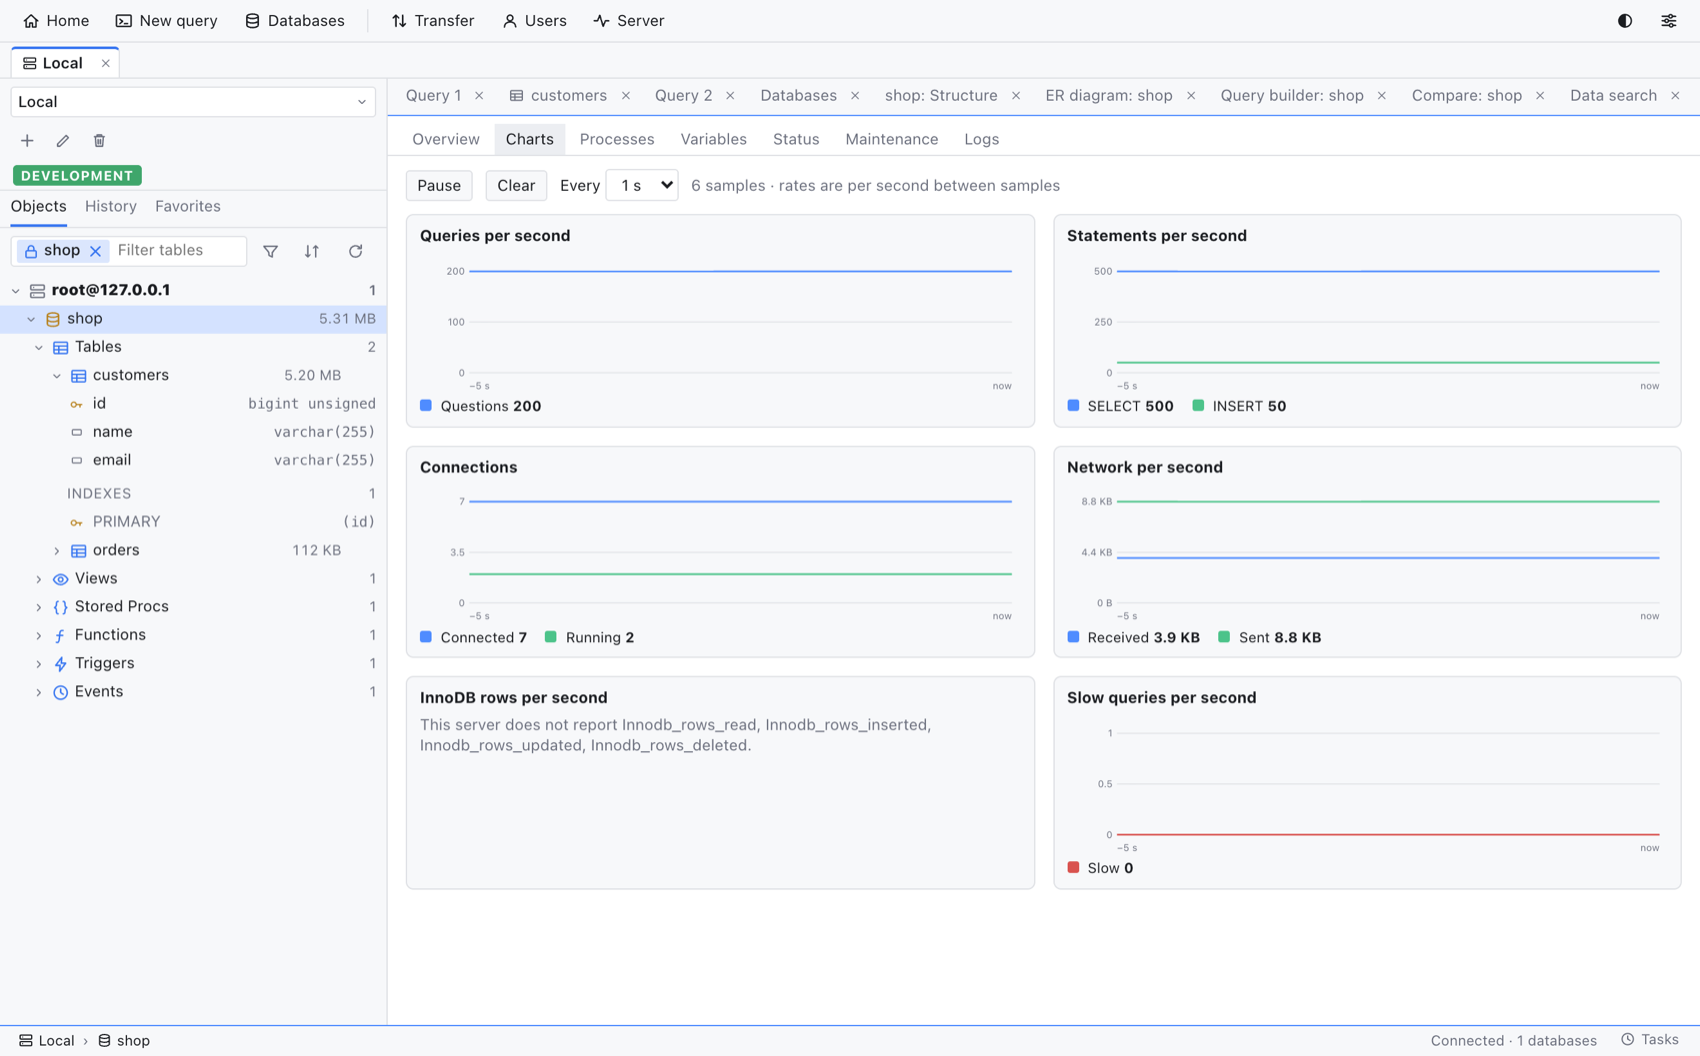 Home New query Databases Transfer Users Server
Local
Local
DEVELOPMENT
Objects History Favorites
shop Filter tables
root@127.0.0.1 1
shop 5.31 MB
Tables 2
customers 5.20 MB
id bigint unsigned
name varchar(255)
email varchar(255)
INDEXES 1
PRIMARY (id)
orders 112 KB
Views 1
Stored Procs 1
Functions 1
Triggers 1
Events 1
Query 1 customers Query 2 Databases shop: Structure ER diagram: shop Query builder: shop Compare: shop Data search
Overview Charts Processes Variables Status Maintenance Logs
Pause Clear Every 1 s 6 samples · rates are per second between samples
Queries per second
200
100
0
−5 s now
Questions 200
Statements per second
500
250
0
−5 s now
SELECT 500 INSERT 50
Connections
7
3.5
0
−5 s now
Connected 7 Running 2
Network per second
8.8 KB
4.4 KB
0 B
−5 s now
Received 3.9 KB Sent 8.8 KB
InnoDB rows per second
This server does not report Innodb_rows_read, Innodb_rows_inserted,
Innodb_rows_updated, Innodb_rows_deleted.
Slow queries per second
1
0.5
0
−5 s now
Slow 0
Local › shop Connected · 1 databases Tasks